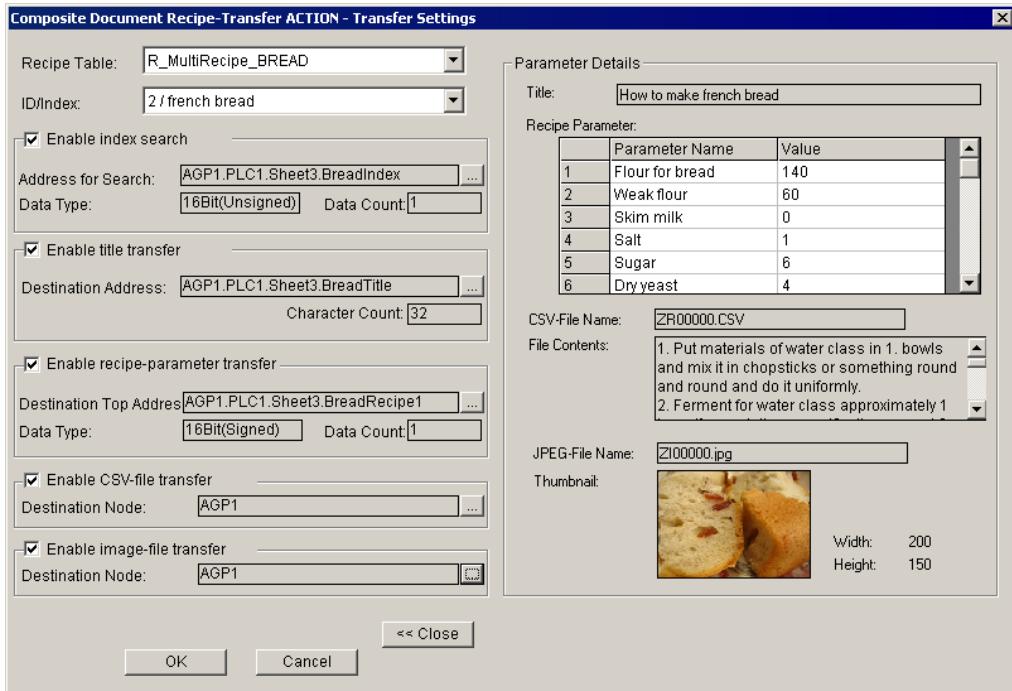 Composite Document Recipe-Transfer ACTION - Transfer Settings
Recipe Table: R_MultiRecipe_BREAD
ID/Index: 2 / french bread
Enable index search
Address for Search: AGP1.PLC1.Sheet3.BreadIndex ...
Data Type: 16Bit(Unsigned) Data Count: 1
Enable title transfer
Destination Address: AGP1.PLC1.Sheet3.BreadTitle ...
Character Count: 32
Enable recipe-parameter transfer
Destination Top Addres AGP1.PLC1.Sheet3.BreadRecipe1 ...
Data Type: 16Bit(Signed) Data Count: 1
Enable CSV-file transfer
Destination Node: AGP1 ...
Enable image-file transfer
Destination Node: AGP1 ...
<< Close
OK Cancel
Parameter Details
Title: How to make french bread
Recipe Parameter:
Parameter Name Value
1 Flour for bread 140
2 Weak flour 60
3 Skim milk 0
4 Salt 1
5 Sugar 6
6 Dry yeast 4
CSV-File Name: ZR00000.CSV
File Contents: 1. Put materials of water class in 1. bowls
and mix it in chopsticks or something round
and round and do it uniformly.
2. Ferment for water class approximately 1
JPEG-File Name: ZI00000.jpg
Thumbnail:
Width: 200
Height: 150